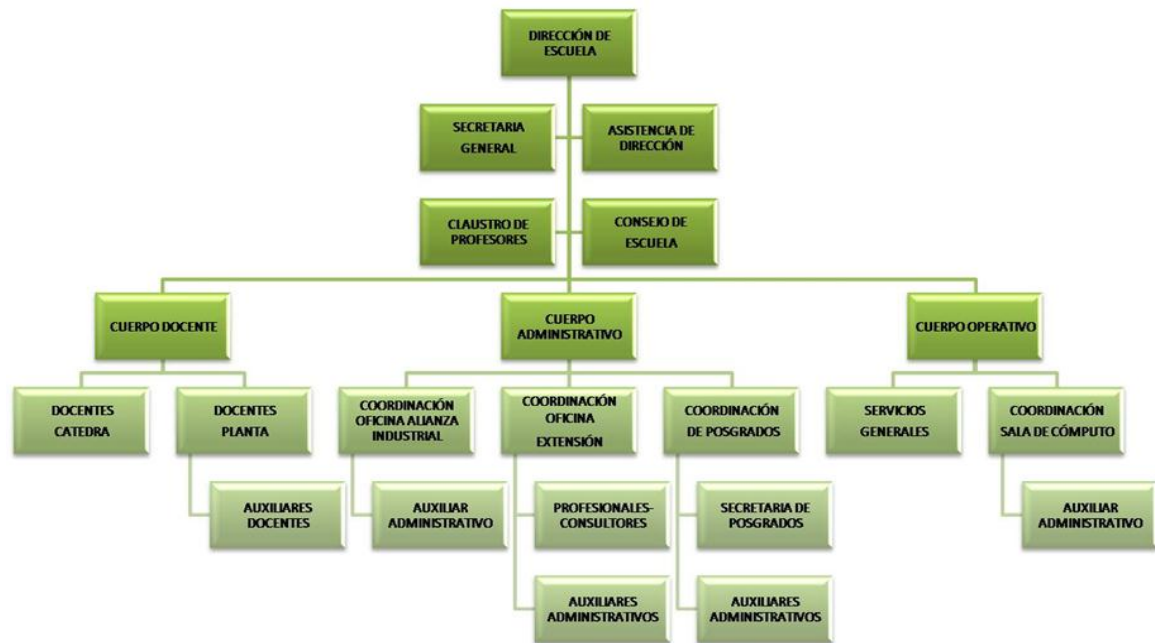 DIRECCIÓN DE
ESCUELA
SECRETARIA
GENERAL
ASISTENCIA DE
DIRECCIÓN
CLAUSTRO DE
PROFESORES
CONSEJO DE
ESCUELA
CUERPO DOCENTE
CUERPO
ADMINISTRATIVO
CUERPO OPERATIVO
DOCENTES
CATEDRA
DOCENTES
PLANTA
COORDINACIÓN
OFICINA ALIANZA
INDUSTRIAL
COORDINACIÓN
OFICINA
EXTENSIÓN
COORDINACIÓN
DE POSGRADOS
SERVICIOS
GENERALES
COORDINACIÓN
SALA DE CÓMPUTO
AUXILIARES
DOCENTES
AUXILIAR
ADMINISTRATIVO
PROFESIONALES-
CONSULTORES
SECRETARIA DE
POSGRADOS
AUXILIAR
ADMINISTRATIVO
AUXILIARES
ADMINISTRATIVOS
AUXILIARES
ADMINISTRATIVOS